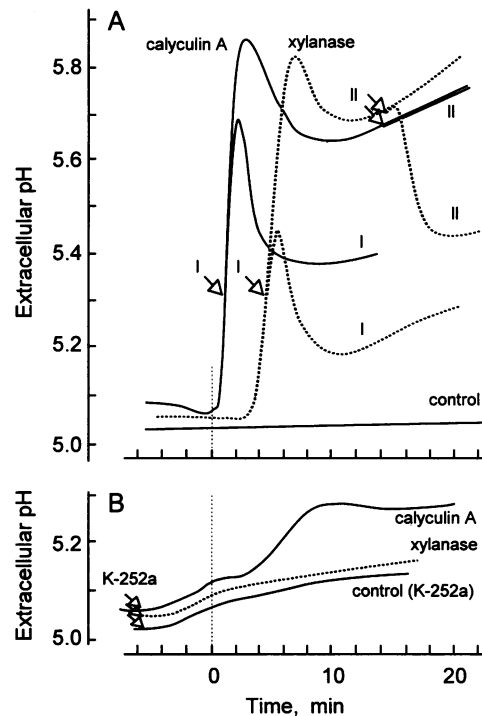 A
calyculin A
xylanase
5.8
5.6
5.4
5.2
5.0
Extracellular pH
II
II
II
I
I
I
I
control
B
5.2
5.0
Extracellular pH
K-252a
calyculin A
xylanase
control (K-252a)
0
10
20
Time, min